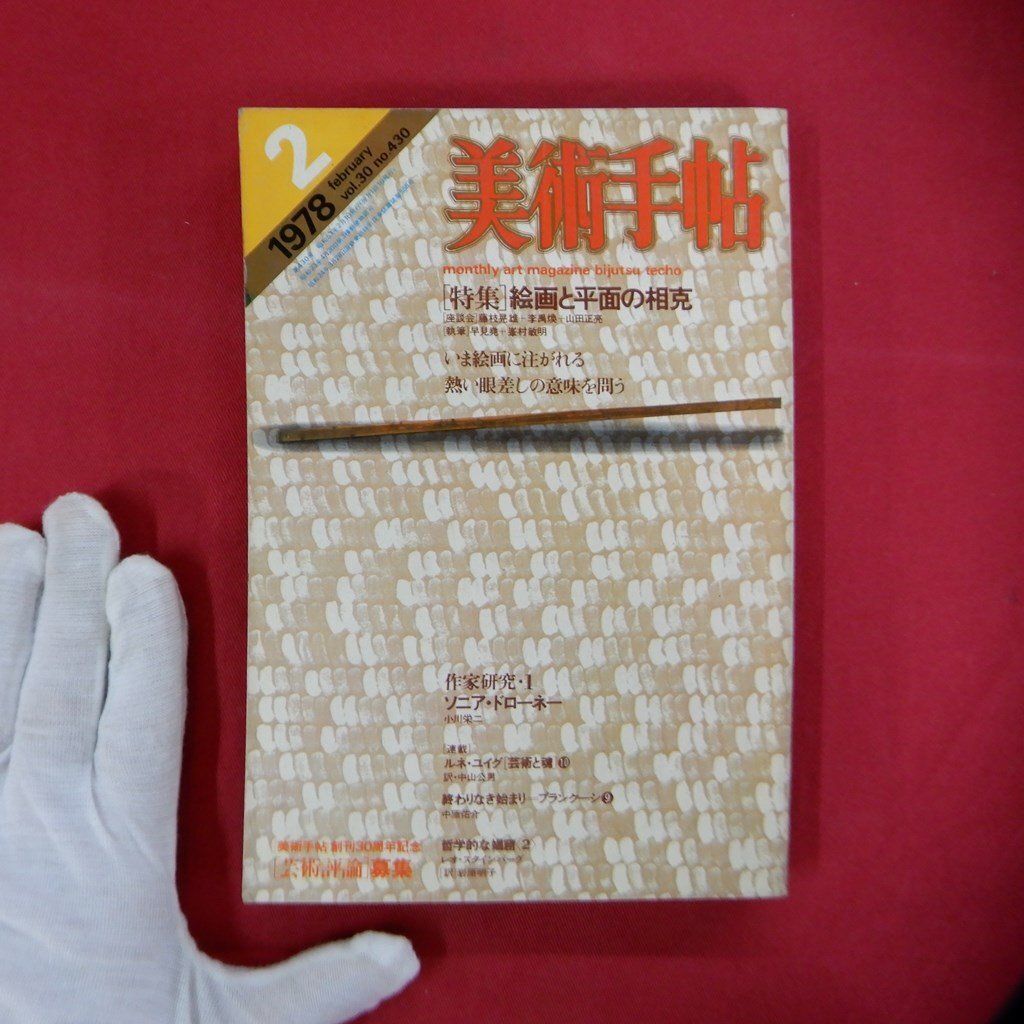 2
1978
february
vol.30 no.430
美術手帖
monthly art magazine bijutsu techo
[特集]絵画と平面の相克
[座談会]藤枝晃雄+李禹煥+山田正亮
[執筆]早見堯+峯村敏明
いま絵画に注がれる
熱い眼差しの意味を問う
作家研究・1
ソニア・ドローネー
小川栄二
[連載]
ルネ・ユイグ[芸術と魂]⑩
訳・中山公男
終わりなき始まり—ブランクーシ⑨
中原佑介
哲学的な 2
レオ・スタインバーグ
美術手帖 創刊30周年記念
[芸術評論]募集